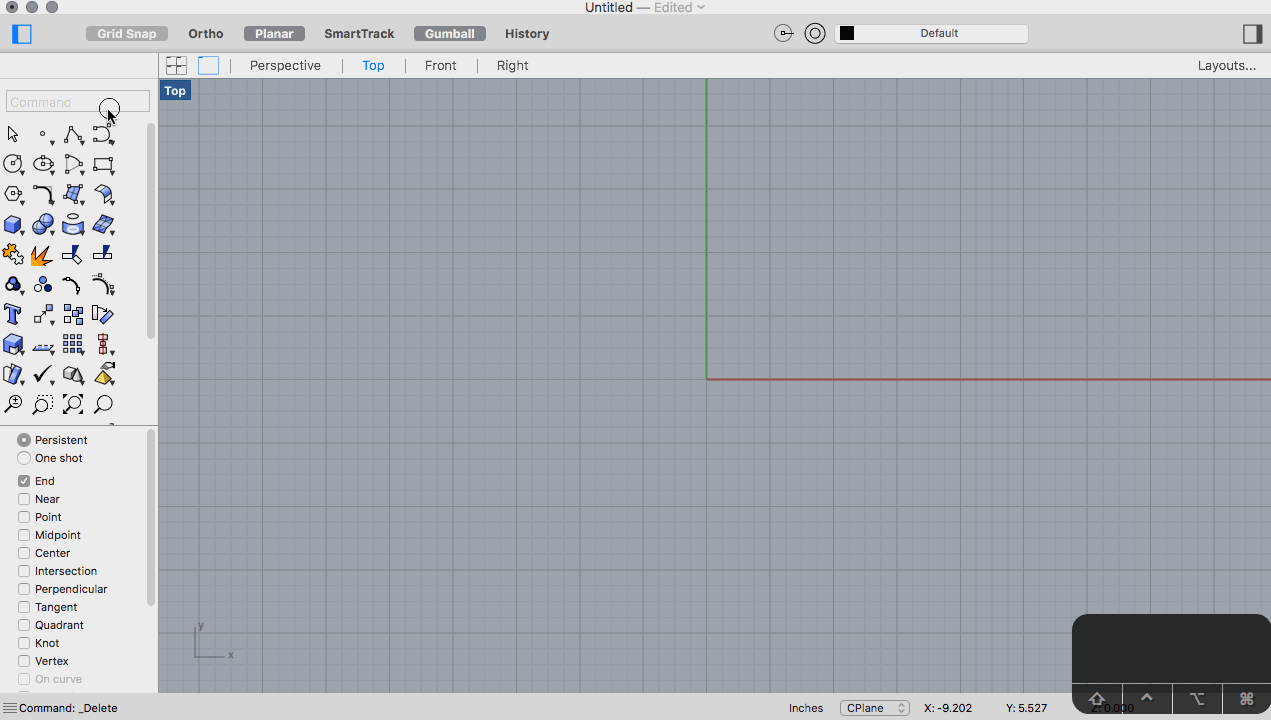 Untitled — Edited
Grid Snap Ortho Planar SmartTrack Gumball History Default
Perspective Top Front Right Layouts...
Top
Command
Persistent
One shot
End
Near
Point
Midpoint
Center
Intersection
Perpendicular
Tangent
Quadrant
Knot
Vertex
On curve
y
x
Command: _Delete Inches CPlane X: -9.202 Y: 5.527 Z: 0.000